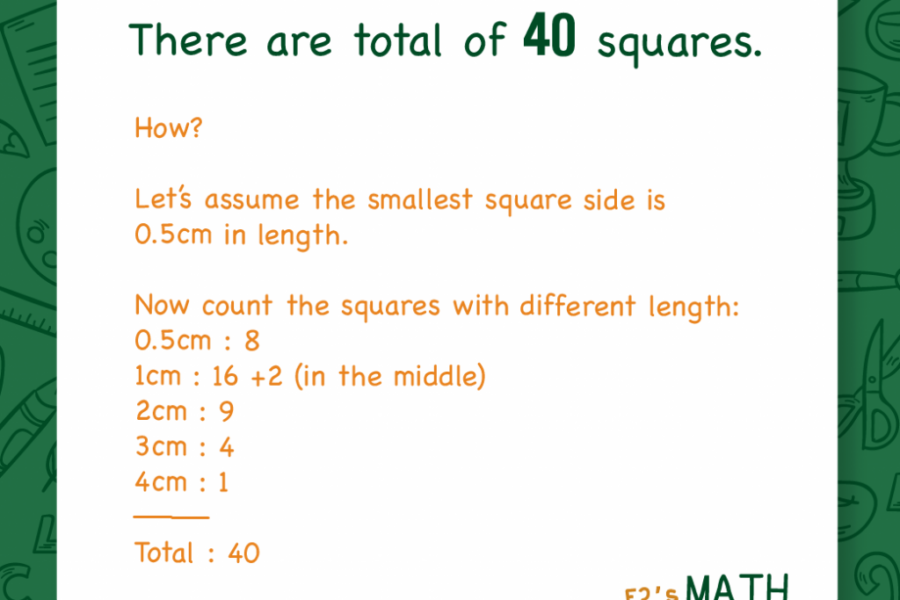 There are total of 40 squares.
How?
Let's assume the smallest square side is
0.5cm in length.
Now count the squares with different length:
0.5cm : 8
1cm : 16 +2 (in the middle)
2cm : 9
3cm : 4
4cm : 1
Total : 40
MATH